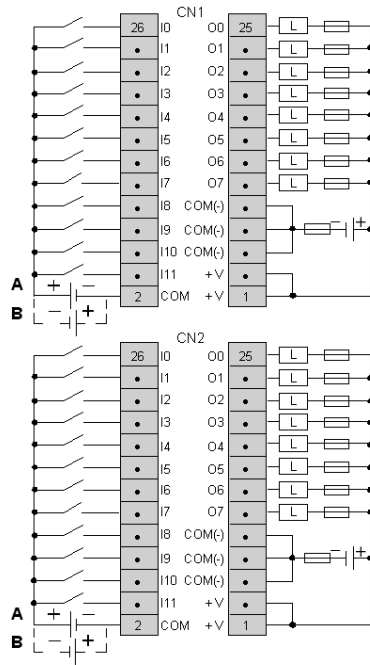 CN1
26 I0 O0 25 L
I1 O1 L
I2 O2 L
I3 O3 L
I4 O4 L
I5 O5 L
I6 O6 L
I7 O7 L
I8 COM(-)
I9 COM(-) − +
I10 COM(-)
I11 +V
A + − 2 COM +V 1
B − +
CN2
26 I0 O0 25 L
I1 O1 L
I2 O2 L
I3 O3 L
I4 O4 L
I5 O5 L
I6 O6 L
I7 O7 L
I8 COM(-)
I9 COM(-) − +
I10 COM(-)
I11 +V
A + − 2 COM +V 1
B − +